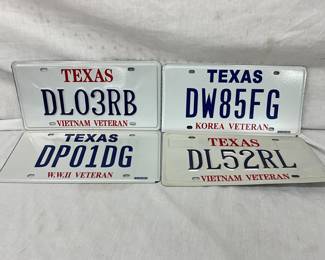 TEXAS
DL03RB
VIETNAM VETERAN
TEXAS
DW85FG
KOREA VETERAN
TEXAS
DP01DG
W.W.II VETERAN
TEXAS
DL52RL
VIETNAM VETERAN